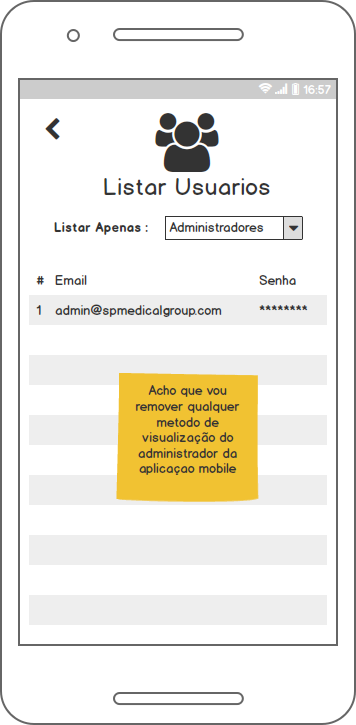 16:57
Listar Usuarios
Listar Apenas : Administradores
# Email Senha
1 admin@spmedicalgroup.com ********
Acho que vou
remover qualquer
metodo de
visualização do
administrador da
aplicaçao mobile